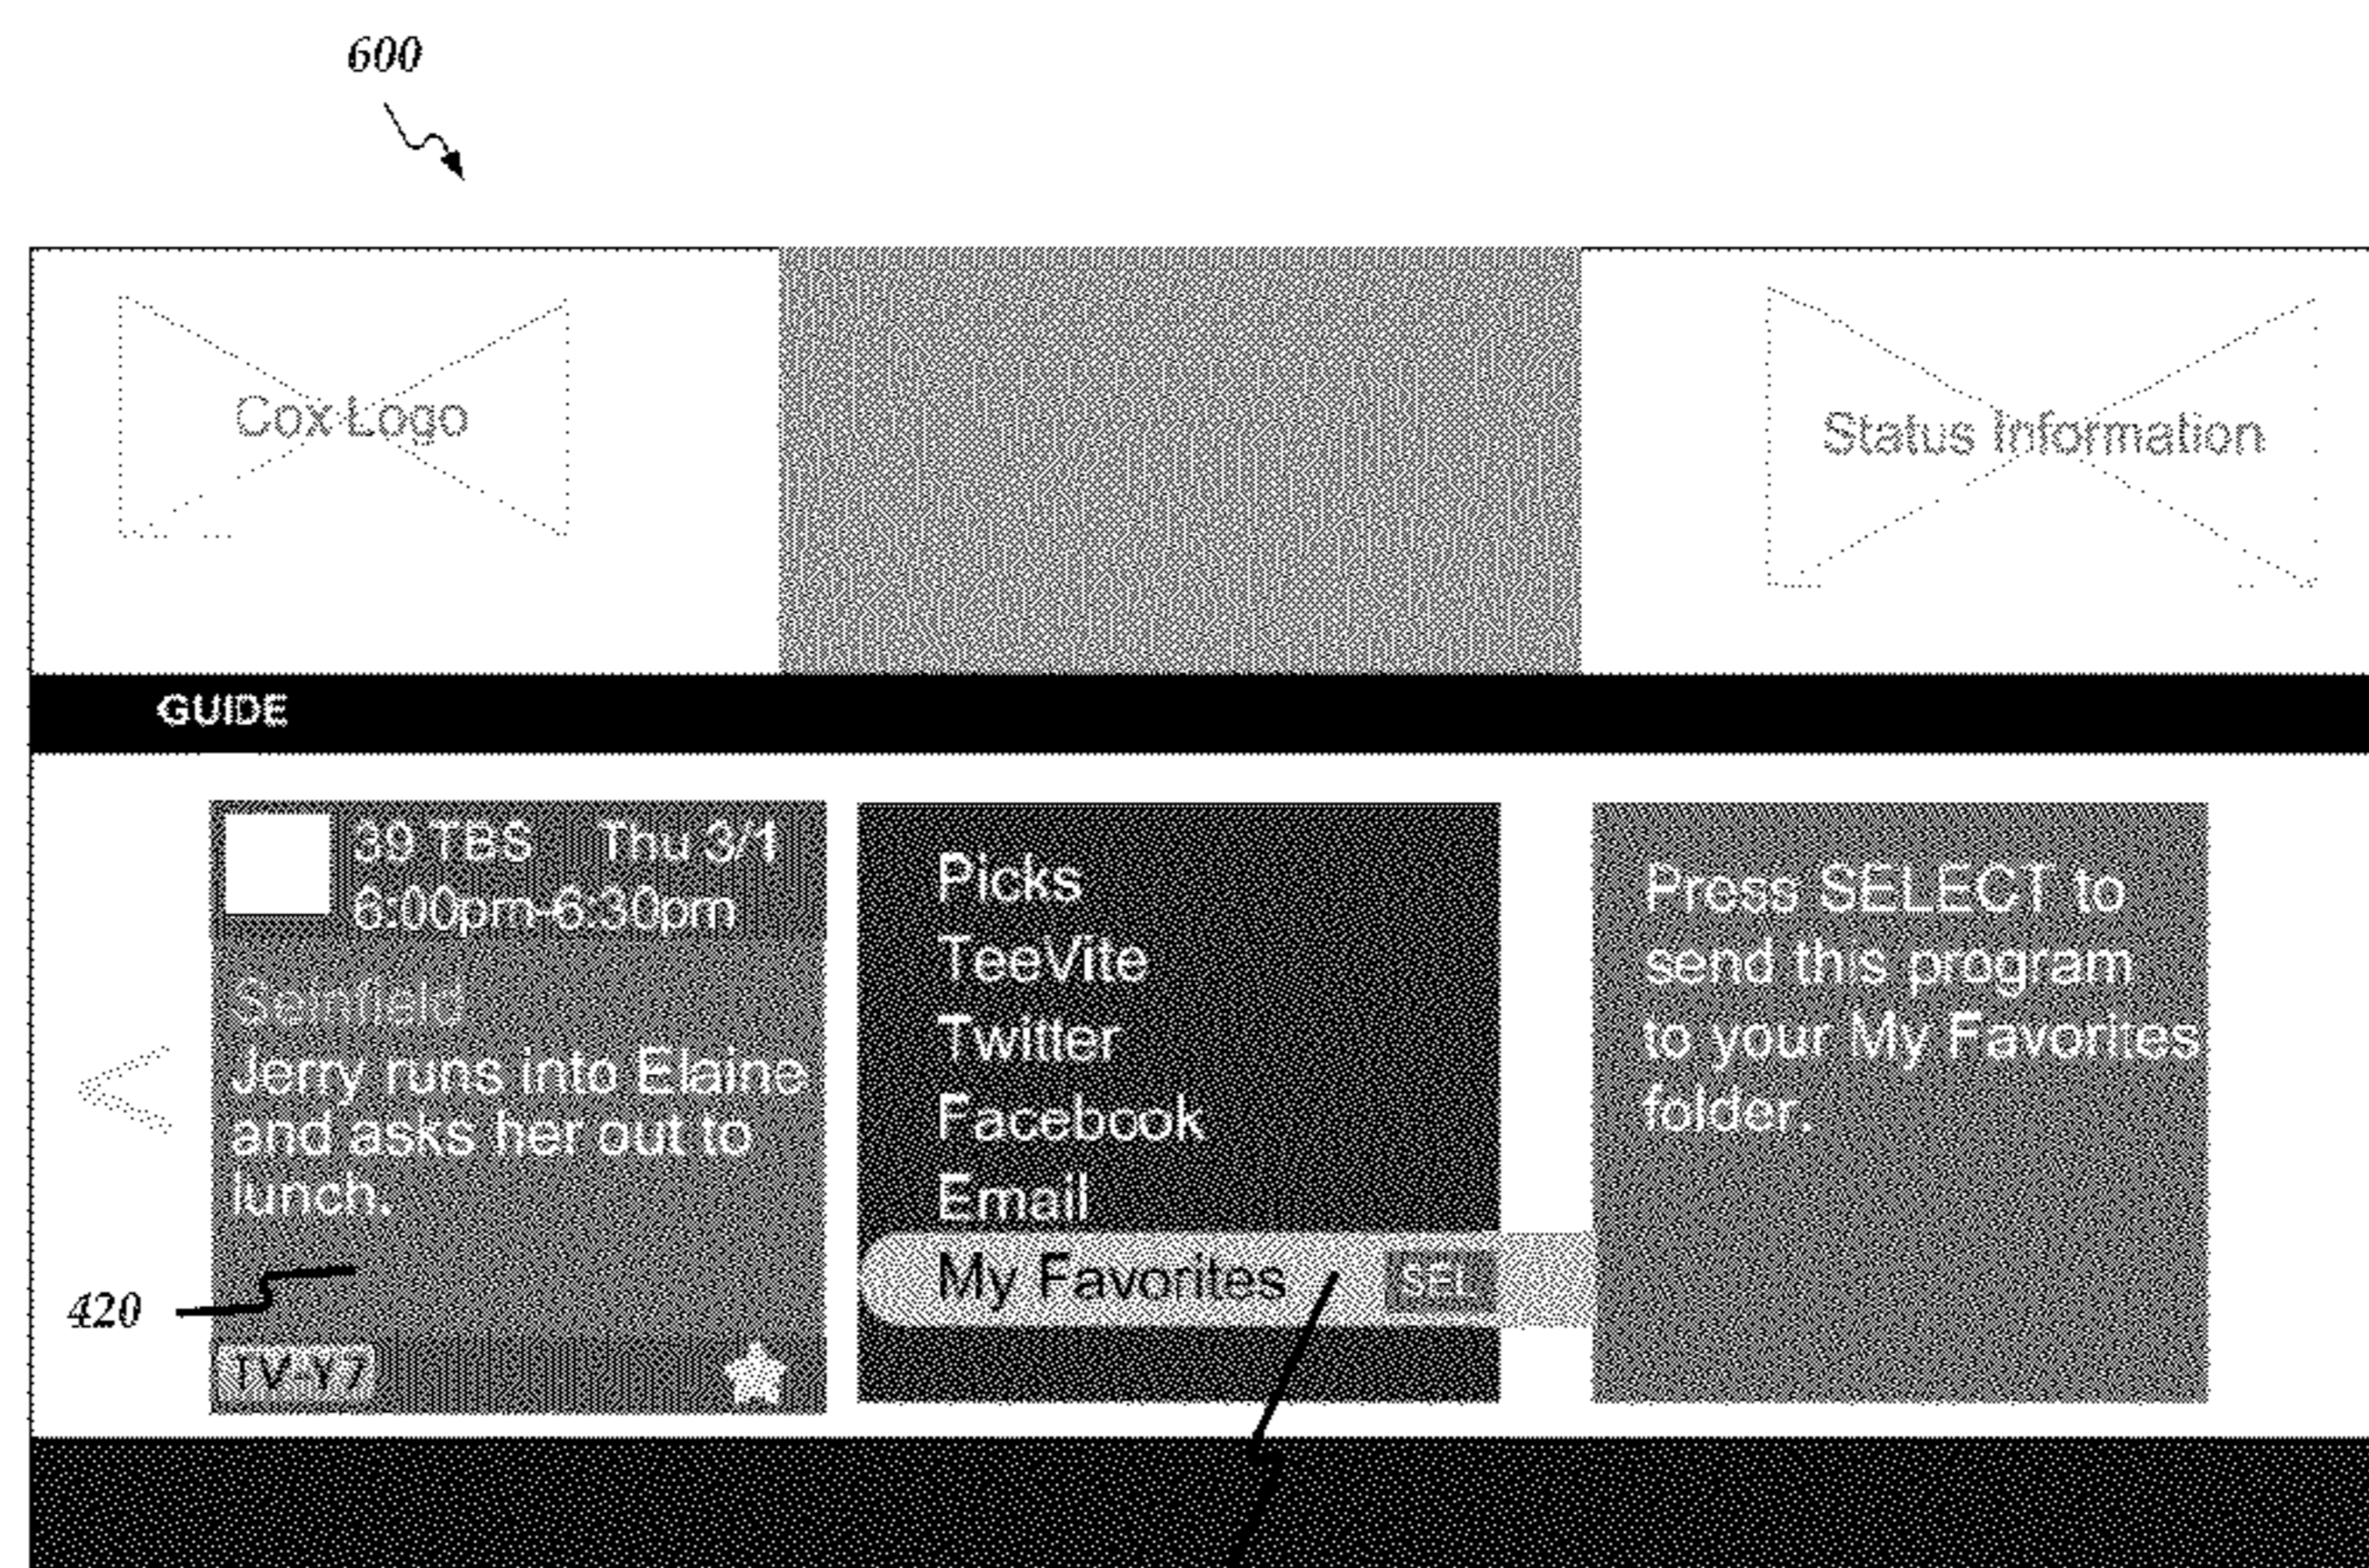 600
Cox Logo
Status Information
GUIDE
39 TBS Thu 3/1
6:00pm-6:30pm
Seinfield
Jerry runs into Elaine
and asks her out to
lunch.
420
TV-Y7
Picks
TeeVite
Twitter
Facebook
Email
My Favorites SEL
Press SELECT to
send this program
to your My Favorites
folder.